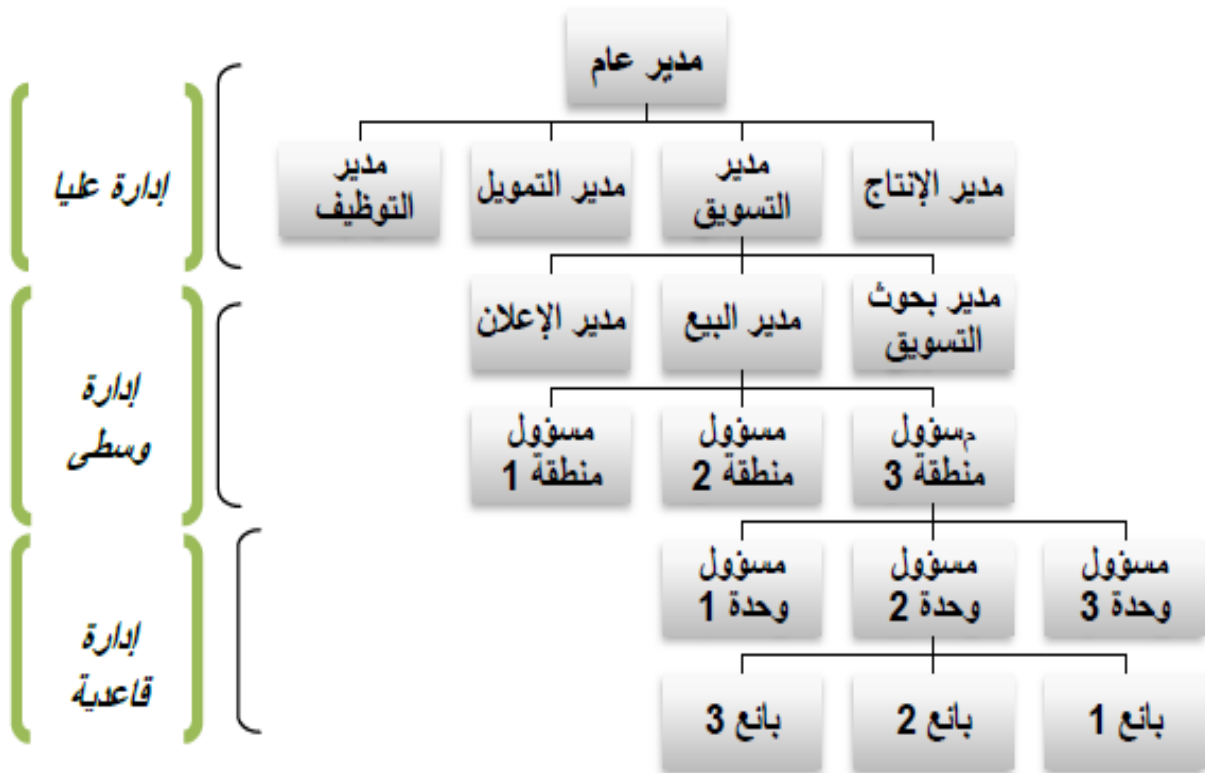 مدير عام
مدير الإنتاج
مدير
التسويق
مدير التمويل
مدير
التوظيف
إدارة عليا
مدير بحوث
التسويق
مدير البيع
مدير الإعلان
مسؤول
منطقة 3
مسؤول
منطقة 2
مسؤول
منطقة 1
إدارة
وسطى
مسؤول
وحدة 3
مسؤول
وحدة 2
مسؤول
وحدة 1
بائع 1
بائع 2
بائع 3
إدارة
قاعدية